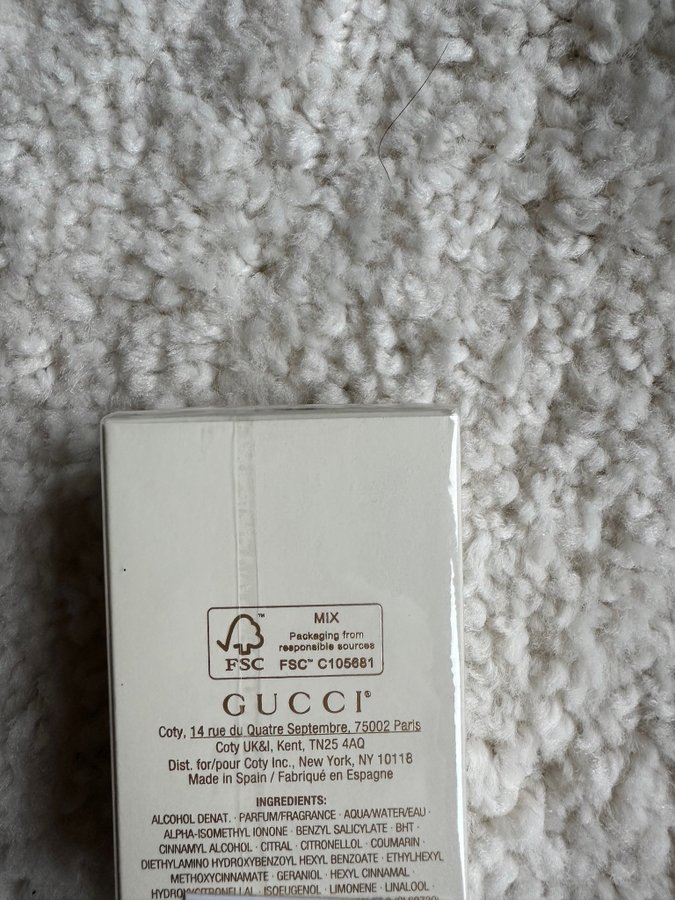 MIX
Packaging from
responsible sources
FSC™ C105681
™
FSC
GUCCI®
Coty, 14 rue du Quatre Septembre, 75002 Paris
Coty UK&I, Kent, TN25 4AQ
Dist. for/pour Coty Inc., New York, NY 10118
Made in Spain / Fabriqué en Espagne
INGREDIENTS:
ALCOHOL DENAT. · PARFUM/FRAGRANCE · AQUA/WATER/EAU ·
ALPHA-ISOMETHYL IONONE · BENZYL SALICYLATE · BHT ·
CINNAMYL ALCOHOL · CITRAL · CITRONELLOL · COUMARIN ·
DIETHYLAMINO HYDROXYBENZOYL HEXYL BENZOATE · ETHYLHEXYL
METHOXYCINNAMATE · GERANIOL · HEXYL CINNAMAL ·
HYDROXYCITRONELLAL · ISOEUGENOL · LIMONENE · LINALOOL ·